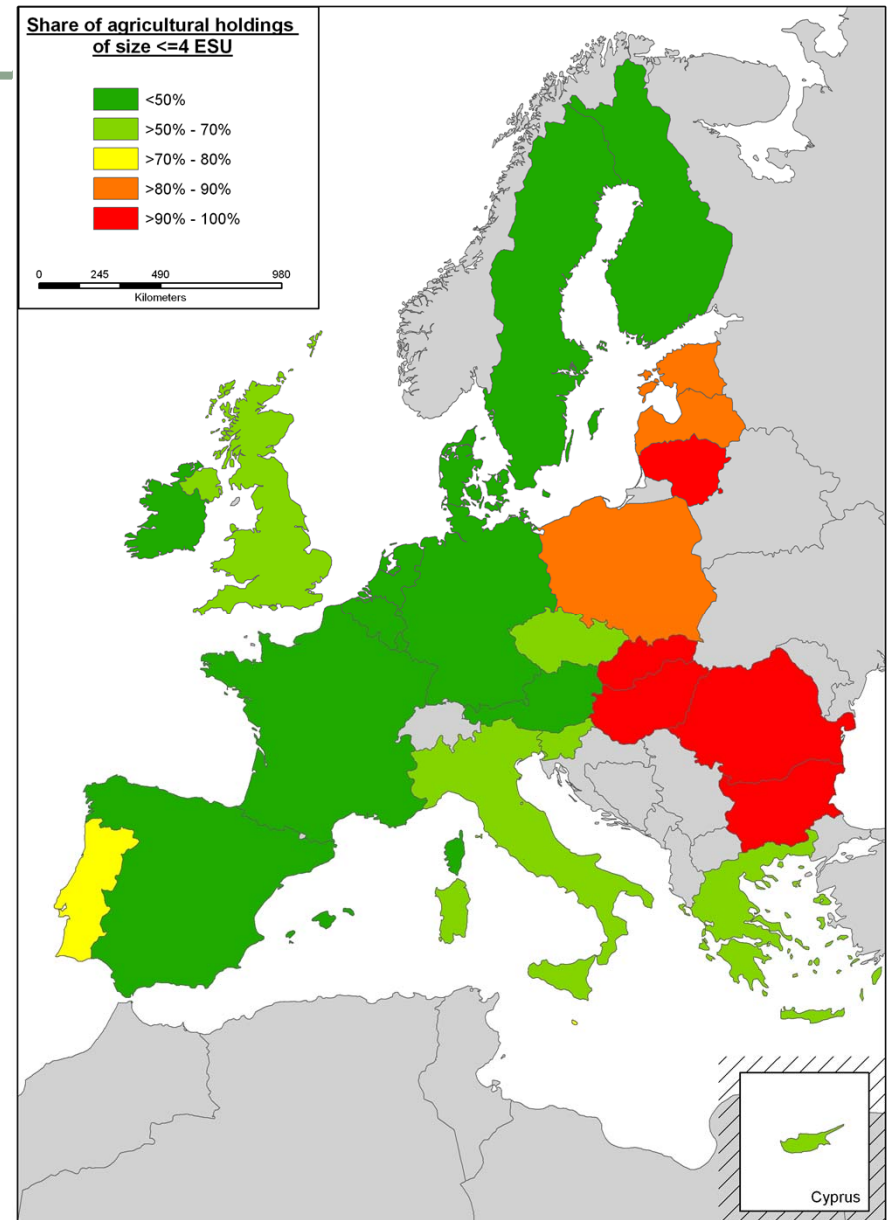 Share of agricultural holdings
of size <=4 ESU
<50%
>50% - 70%
>70% - 80%
>80% - 90%
>90% - 100%
0 245 490 980
Kilometers
Cyprus